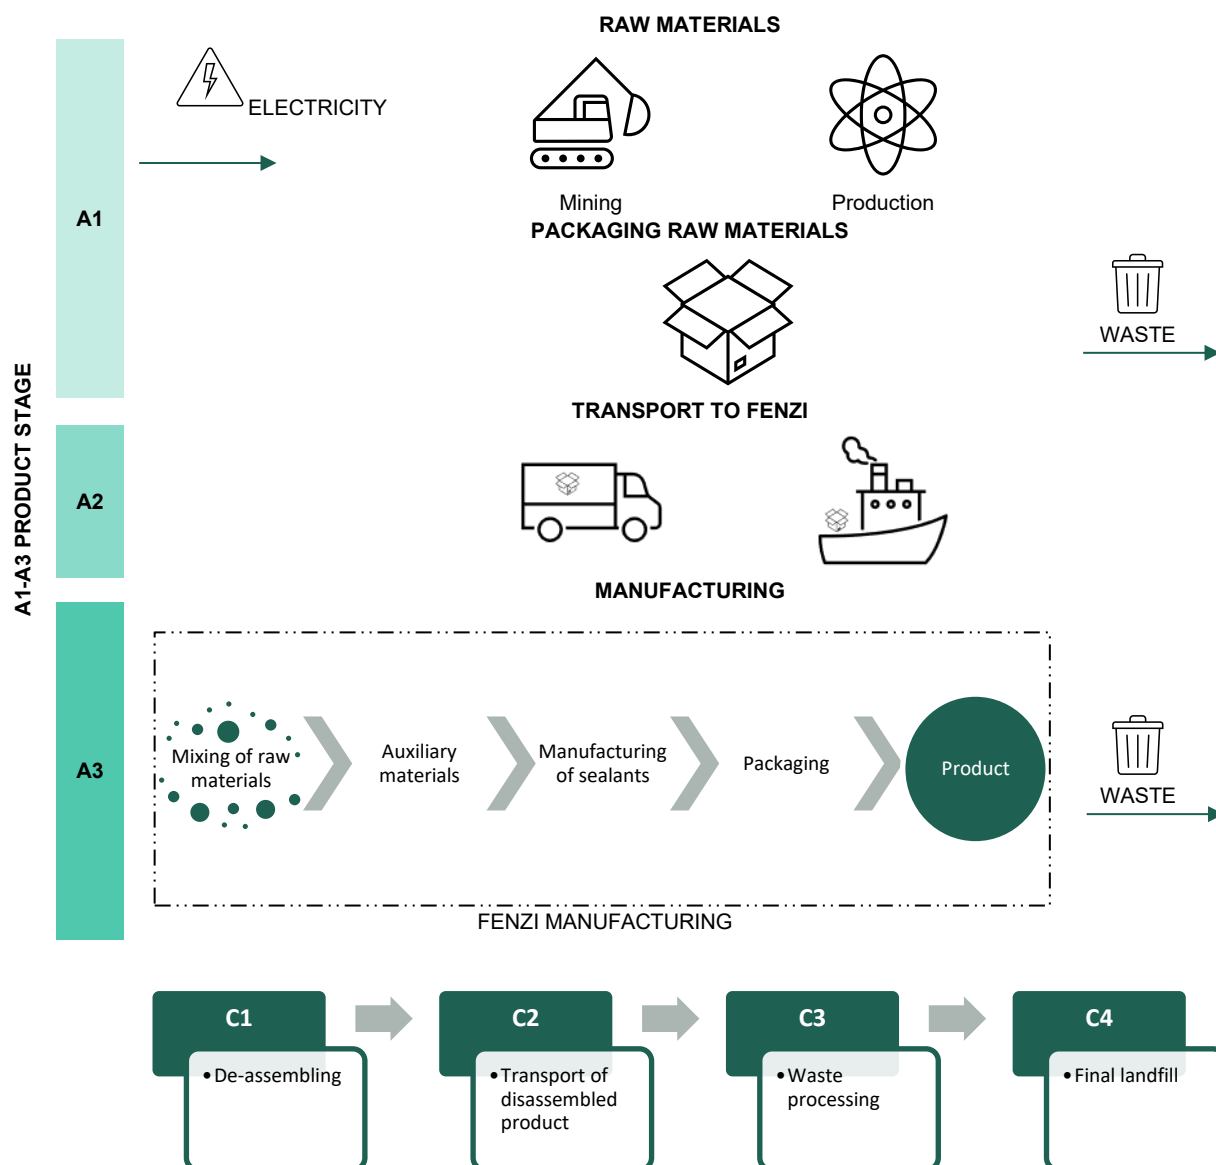 RAW MATERIALS
ELECTRICITY
A1
Mining
Production
PACKAGING RAW MATERIALS
WASTE
TRANSPORT TO FENZI
A1-A3 PRODUCT STAGE
A2
MANUFACTURING
A3
Mixing of raw
materials
Auxiliary
materials
Manufacturing
of sealants
Packaging
Product
WASTE
FENZI MANUFACTURING
C1
•De-assembling
C2
•Transport of
disassembled
product
C3
•Waste
processing
C4
•Final landfill